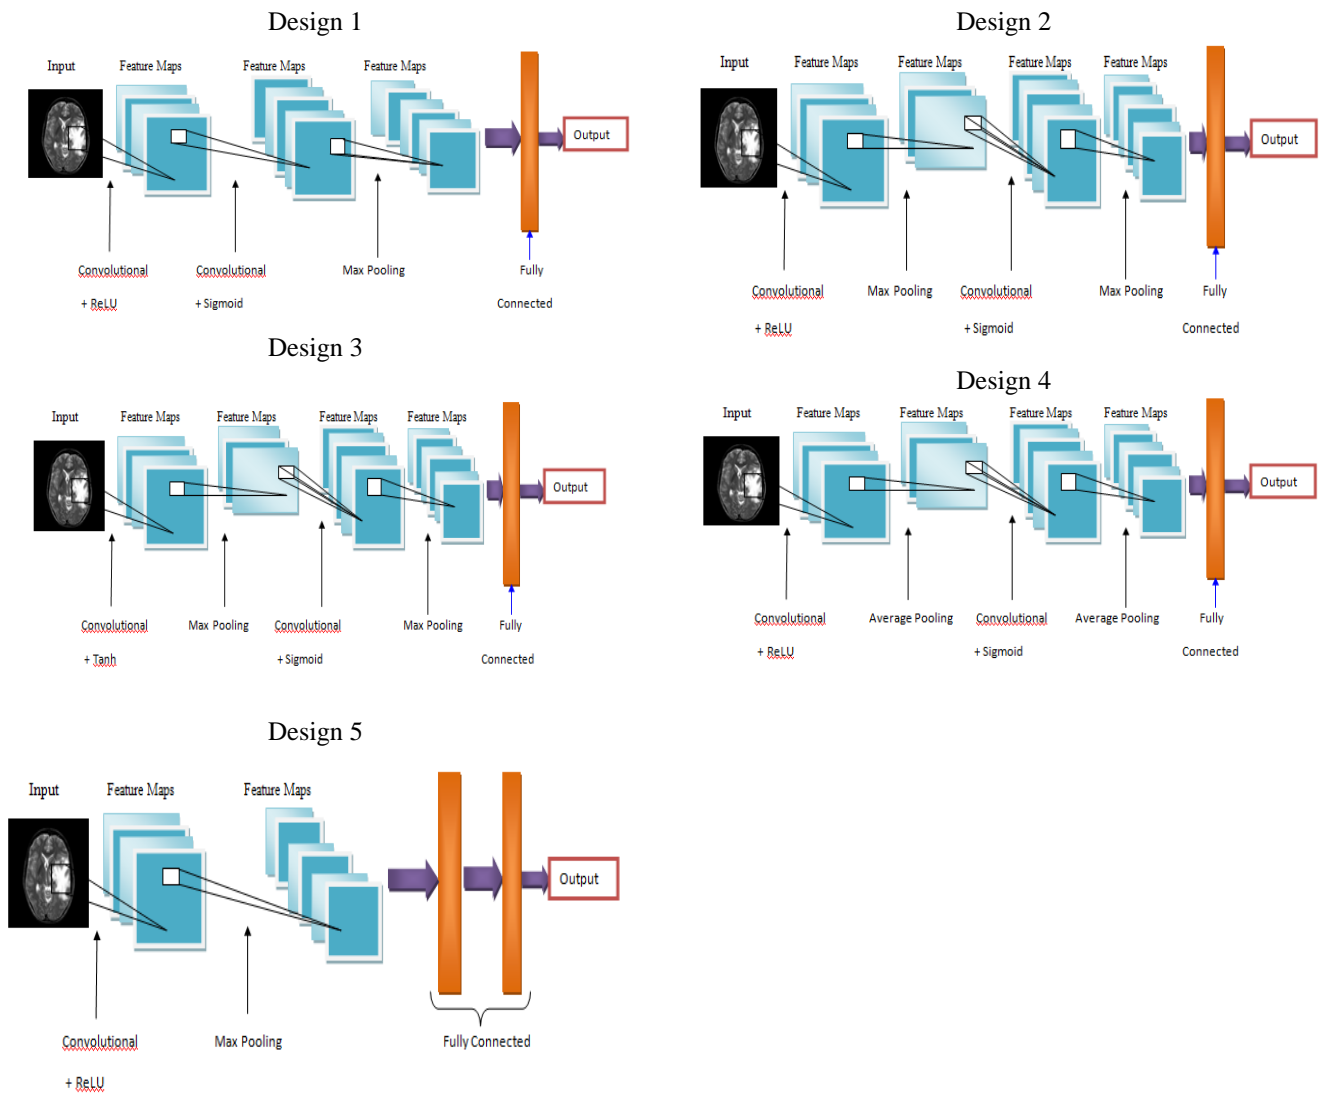 Design 1
Input
Feature Maps
Feature Maps
Feature Maps
Output
Convolutional
+ ReLU
Convolutional
+ Sigmoid
Max Pooling
Fully
Connected
Design 2
Input
Feature Maps
Feature Maps
Feature Maps
Feature Maps
Output
Convolutional
+ ReLU
Max Pooling
Convolutional
+ Sigmoid
Max Pooling
Fully
Connected
Design 3
Input
Feature Maps
Feature Maps
Feature Maps
Feature Maps
Output
Convolutional
+ Tanh
Max Pooling
Convolutional
+ Sigmoid
Max Pooling
Fully
Connected
Design 4
Input
Feature Maps
Feature Maps
Feature Maps
Feature Maps
Output
Convolutional
+ ReLU
Average Pooling
Convolutional
+ Sigmoid
Average Pooling
Fully
Connected
Design 5
Input
Feature Maps
Feature Maps
Output
Convolutional
+ ReLU
Max Pooling
Fully Connected